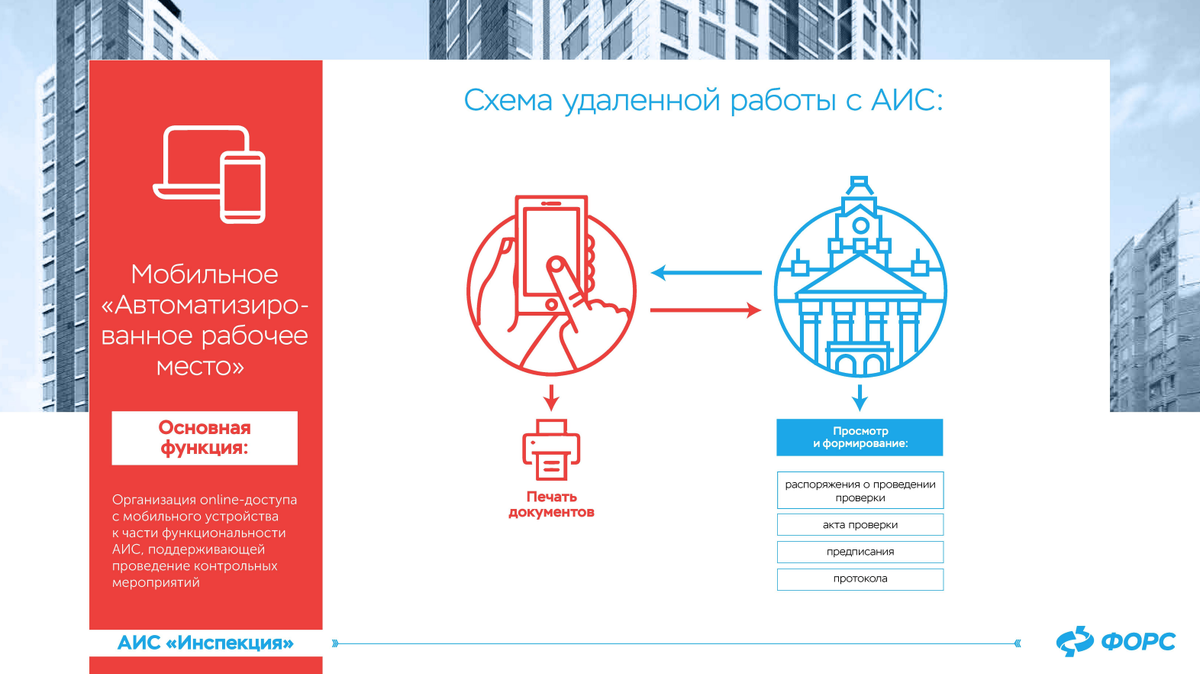 Схема удаленной работы с АИС:
Мобильное
«Автоматизиро-
ванное рабочее
место»
Основная
функция:
Организация online-доступа
с мобильного устройства
к части функциональности
АИС, поддерживающей
проведение контрольных
мероприятий
Печать
документов
Просмотр
и формирование:
распоряжения о проведении
проверки
акта проверки
предписания
протокола
АИС «Инспекция»
ФОРС